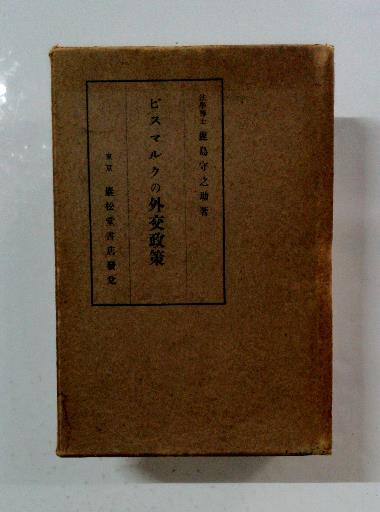 法學博士 鹿島守之助著
ビスマルクの外交政策
東京 巖松堂書店發兌